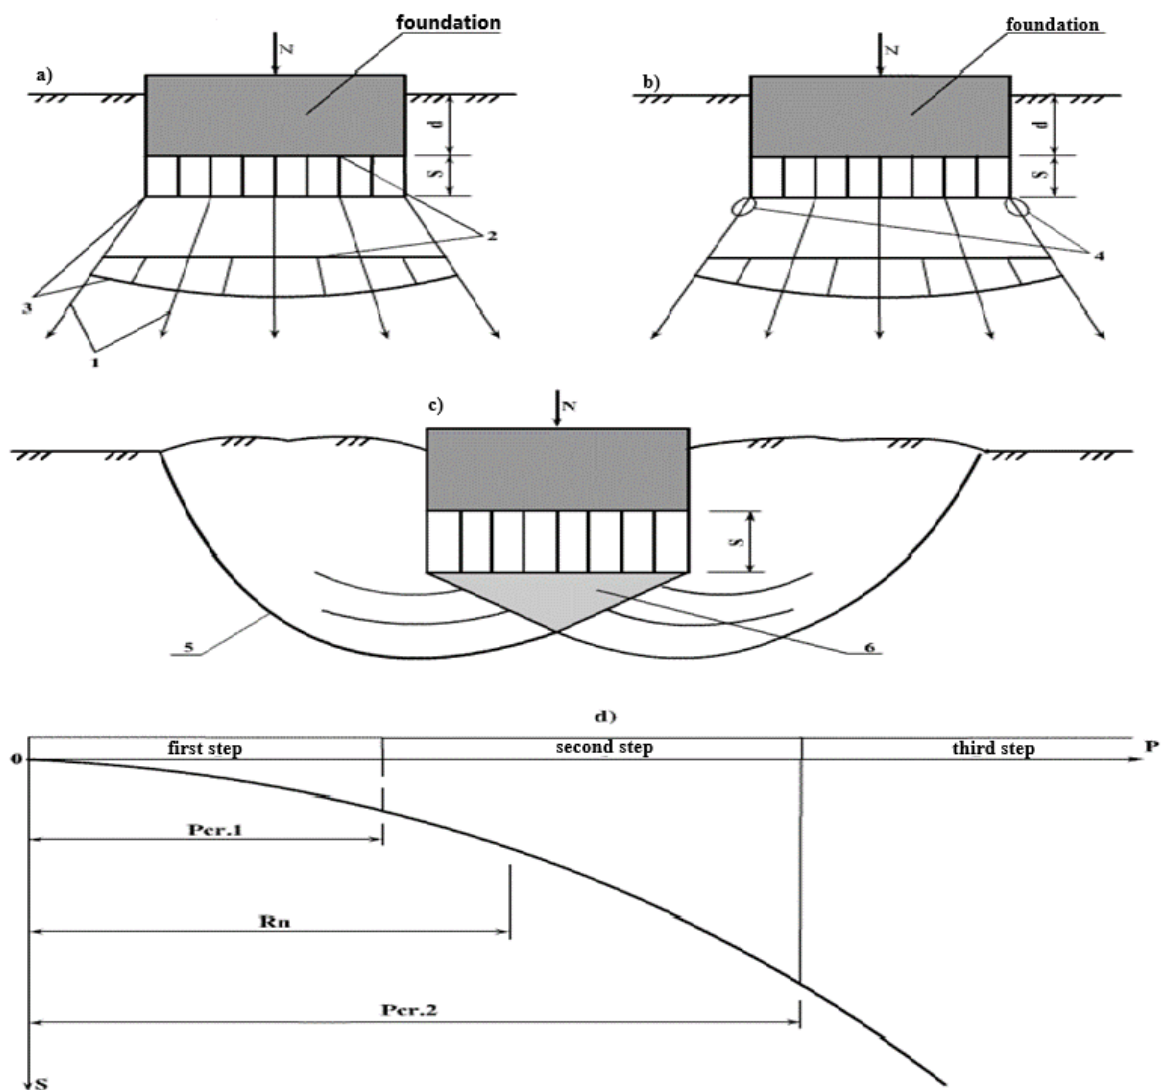 foundation
N
a)
d
S
2
3
1
foundation
N
b)
d
S
4
c)
N
S
5
6
d)
0
first step
second step
third step
P
Pcr.1
Rn
Pcr.2
S